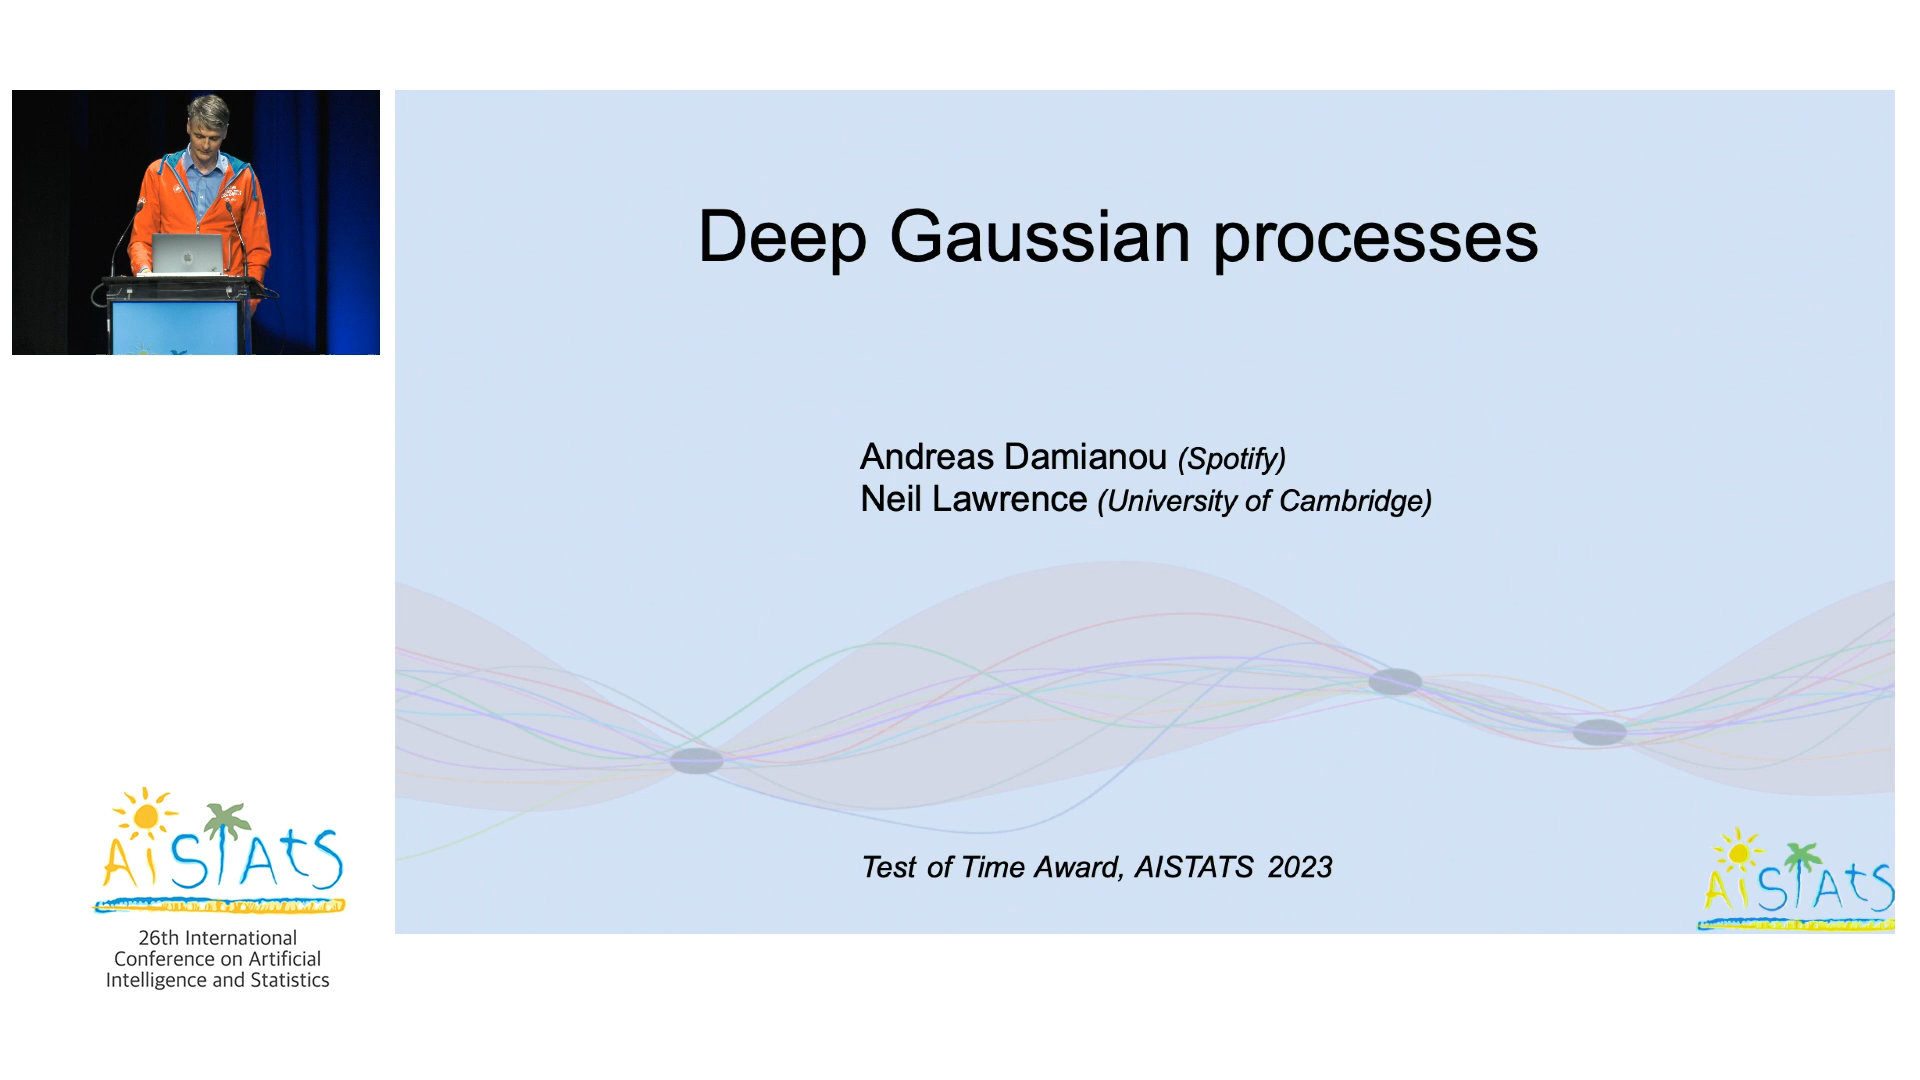 Deep Gaussian processes
Andreas Damianou (Spotify)
Neil Lawrence (University of Cambridge)
Test of Time Award, AISTATS 2023
AiSTAtS
AiSTAtS
26th International
Conference on Artificial
Intelligence and Statistics